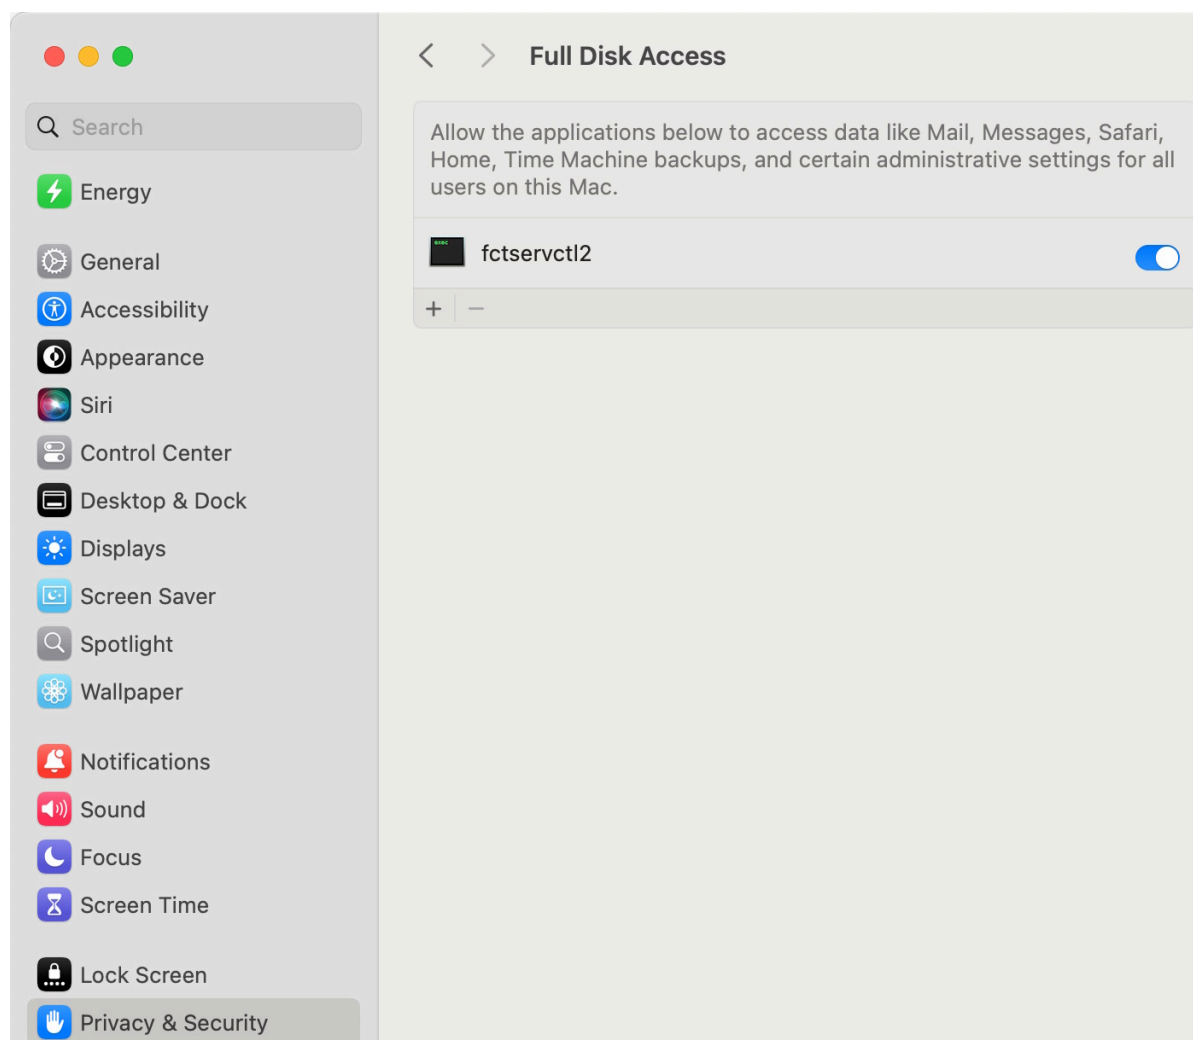 Full Disk Access
Search
Allow the applications below to access data like Mail, Messages, Safari,
Home, Time Machine backups, and certain administrative settings for all
users on this Mac.
Energy
exec
fctservctl2
General
Accessibility
Appearance
Siri
Control Center
Desktop & Dock
Displays
Screen Saver
Spotlight
Wallpaper
Notifications
Sound
Focus
Screen Time
Lock Screen
Privacy & Security